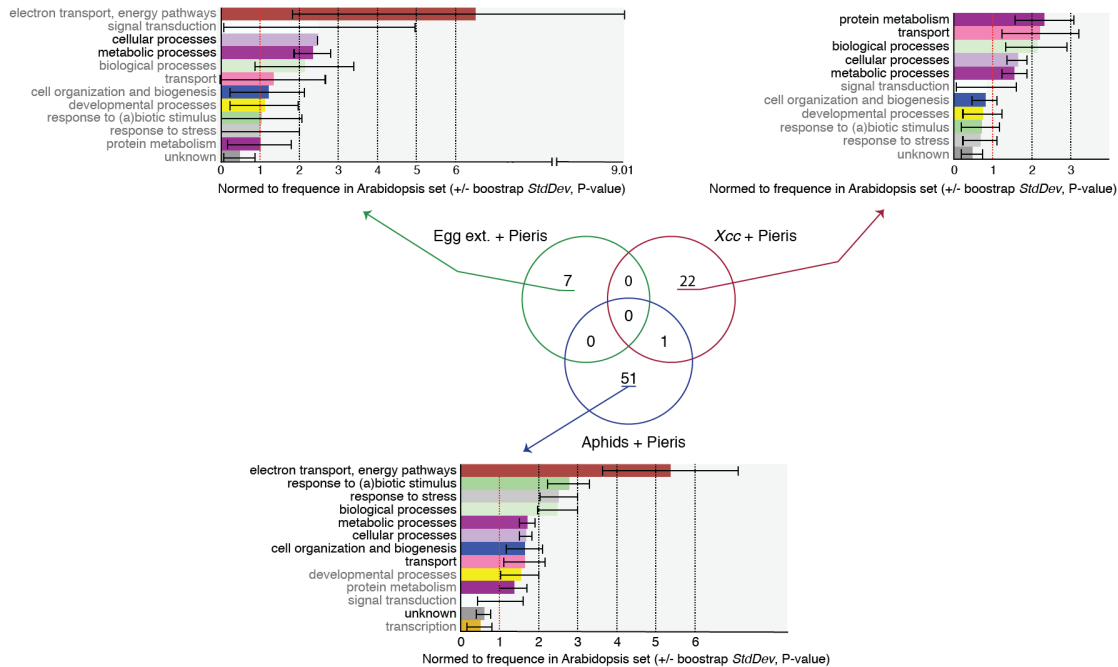 electron transport, energy pathways
signal transduction
cellular processes
metabolic processes
biological processes
transport
cell organization and biogenesis
developmental processes
response to (a)biotic stimulus
response to stress
protein metabolism
unknown
0 1 2 3 4 5 6 9.01
Normed to frequence in Arabidopsis set (+/- boostrap StdDev, P-value)
protein metabolism
transport
biological processes
cellular processes
metabolic processes
signal transduction
cell organization and biogenesis
developmental processes
response to (a)biotic stimulus
response to stress
unknown
0 1 2 3
Normed to frequence in Arabidopsis set (+/- boostrap StdDev, P-value)
Egg ext. + Pieris
Xcc + Pieris
7
0
22
0
0
1
51
Aphids + Pieris
electron transport, energy pathways
response to (a)biotic stimulus
response to stress
biological processes
metabolic processes
cellular processes
cell organization and biogenesis
transport
developmental processes
protein metabolism
signal transduction
unknown
transcription
0 1 2 3 4 5 6
Normed to frequence in Arabidopsis set (+/- boostrap StdDev, P-value)